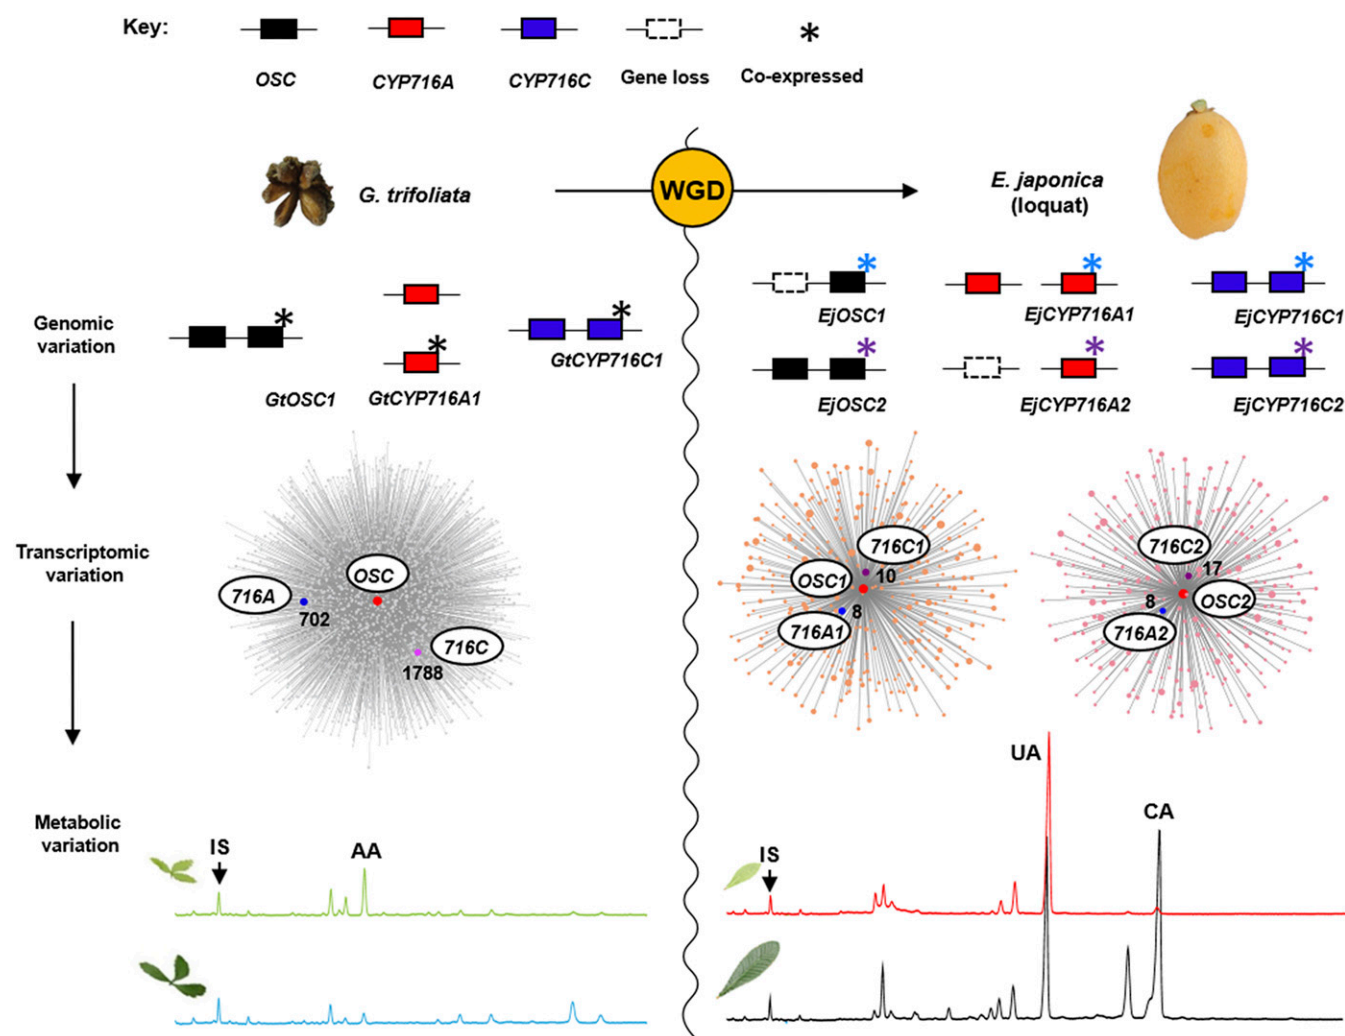 Key:
OSC
CYP716A
CYP716C
Gene loss
*
Co-expressed
G. trifoliata
WGD
E. japonica
(loquat)
Genomic
variation
*
GtOSC1
*
GtCYP716A1
*
GtCYP716C1
*
EjOSC1
*
EjCYP716A1
*
EjCYP716C1
*
EjOSC2
*
EjCYP716A2
*
EjCYP716C2
Transcriptomic
variation
716A
702
OSC
716C
1788
716C1
10
OSC1
8
716A1
716C2
17
8
OSC2
716A2
Metabolic
variation
IS
AA
IS
UA
CA